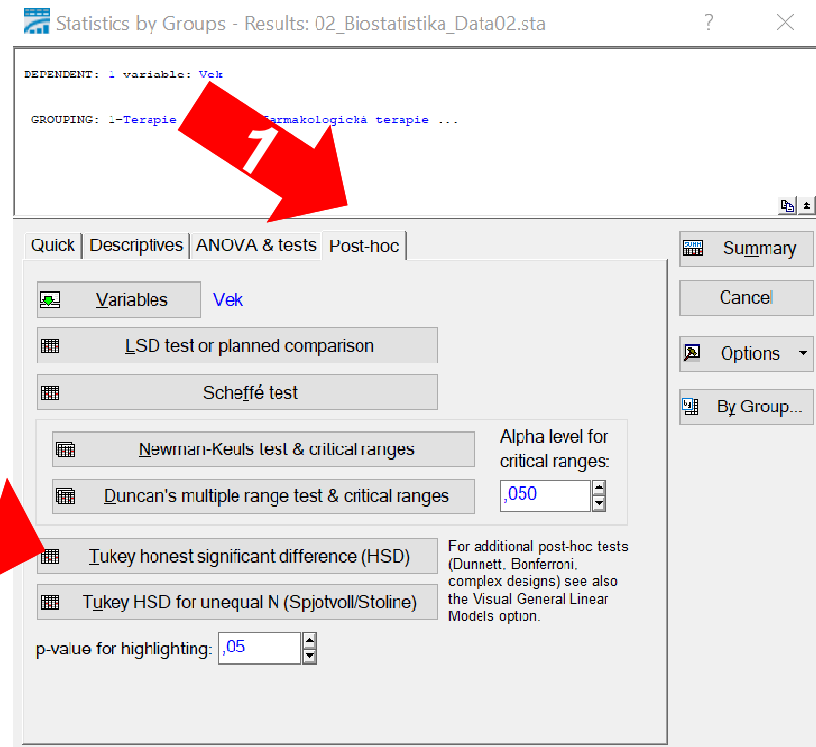 Statistics by Groups - Results: 02_Biostatistika_Data02.sta ?
DEPENDENT: 1 variable: Vek
GROUPING: 1-Terapie farmakologická terapie ...
1
Quick Descriptives ANOVA & tests Post-hoc
Summary
Variables Vek
Cancel
LSD test or planned comparison
Options
Scheffé test
By Group...
Newman-Keuls test & critical ranges
Alpha level for
critical ranges:
Duncan's multiple range test & critical ranges
,050
Tukey honest significant difference (HSD)
Tukey HSD for unequal N (Spjotvoll/Stoline)
For additional post-hoc tests
(Dunnett, Bonferroni,
complex designs) see also
the Visual General Linear
Models option.
p-value for highlighting: ,05